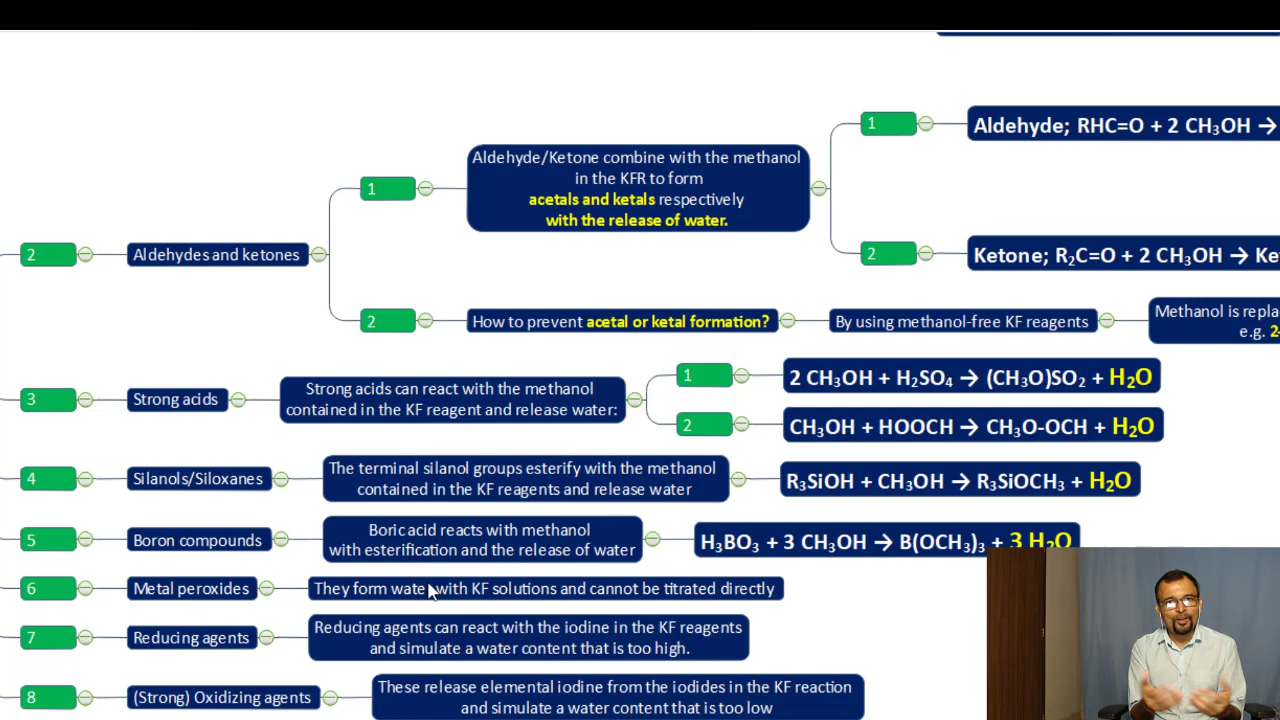 2
Aldehydes and ketones
1
Aldehyde/Ketone combine with the methanol
in the KFR to form
acetals and ketals respectively
with the release of water.
1
Aldehyde; RHC=O + 2 CH₃OH →
2
Ketone; R₂C=O + 2 CH₃OH → Ke
2
How to prevent acetal or ketal formation?
By using methanol-free KF reagents
Methanol is repla
e.g. 2-
3
Strong acids
Strong acids can react with the methanol
contained in the KF reagent and release water:
1
2 CH₃OH + H₂SO₄ → (CH₃O)SO₂ + H₂O
2
CH₃OH + HOOCH → CH₃O-OCH + H₂O
4
Silanols/Siloxanes
The terminal silanol groups esterify with the methanol
contained in the KF reagents and release water
R₃SiOH + CH₃OH → R₃SiOCH₃ + H₂O
5
Boron compounds
Boric acid reacts with methanol
with esterification and the release of water
H₃BO₃ + 3 CH₃OH → B(OCH₃)₃ + 3 H₂O
6
Metal peroxides
They form water with KF solutions and cannot be titrated directly
7
Reducing agents
Reducing agents can react with the iodine in the KF reagents
and simulate a water content that is too high.
8
(Strong) Oxidizing agents
These release elemental iodine from the iodides in the KF reaction
and simulate a water content that is too low